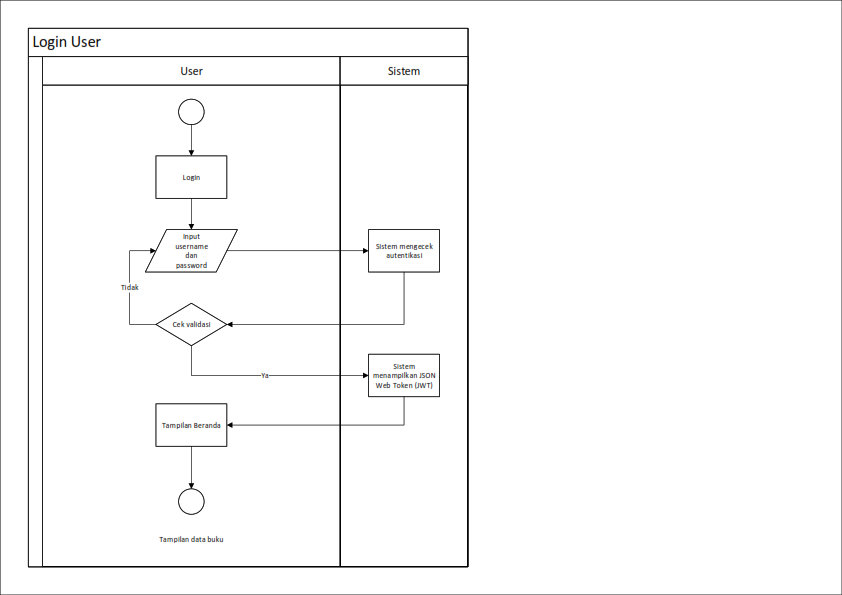 Login User
User
Sistem
Login
Input
username
dan
password
Sistem mengecek
autentikasi
Tidak
Cek validasi
Ya
Sistem
menampilkan JSON
Web Token (JWT)
Tampilan Beranda
Tampilan data buku